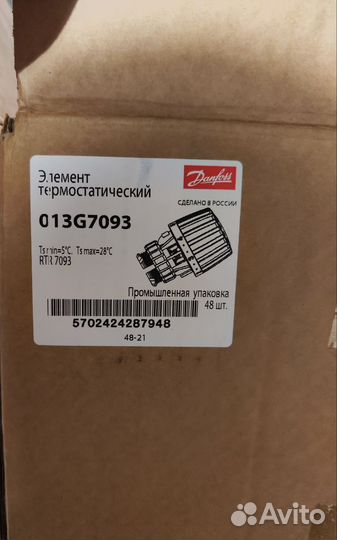 Элемент
термостатический
Danfoss
СДЕЛАНО В РОССИИ
013G7093
Ts min=5°C, Ts max=28°C
RTR 7093
Промышленная упаковка
48 шт.
5702424287948
48-21
Avito